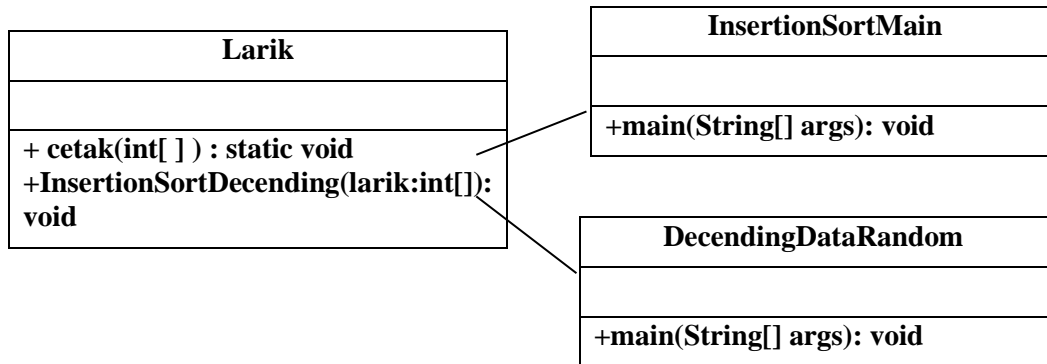 Larik
+ cetak(int[ ] ) : static void
+InsertionSortDecending(larik:int[]):
void
InsertionSortMain
+main(String[] args): void
DecendingDataRandom
+main(String[] args): void